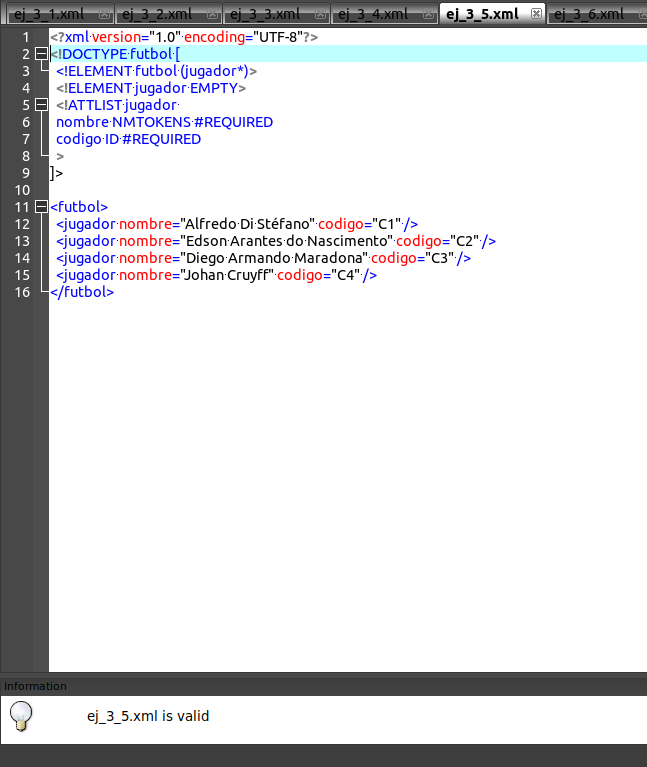 ej_3_1.xml ej_3_2.xml ej_3_3.xml ej_3_4.xml ej_3_5.xml ej_3_6.xml
1 <?xml version="1.0" encoding="UTF-8"?>
2 <!DOCTYPE futbol [
3 <!ELEMENT futbol (jugador*)>
4 <!ELEMENT jugador EMPTY>
5 <!ATTLIST jugador
6 nombre NMTOKENS #REQUIRED
7 codigo ID #REQUIRED
8 >
9 ]>
10
11 <futbol>
12 <jugador nombre="Alfredo Di Stéfano" codigo="C1" />
13 <jugador nombre="Edson Arantes do Nascimento" codigo="C2" />
14 <jugador nombre="Diego Armando Maradona" codigo="C3" />
15 <jugador nombre="Johan Cruyff" codigo="C4" />
16 </futbol>
Information
ej_3_5.xml is valid